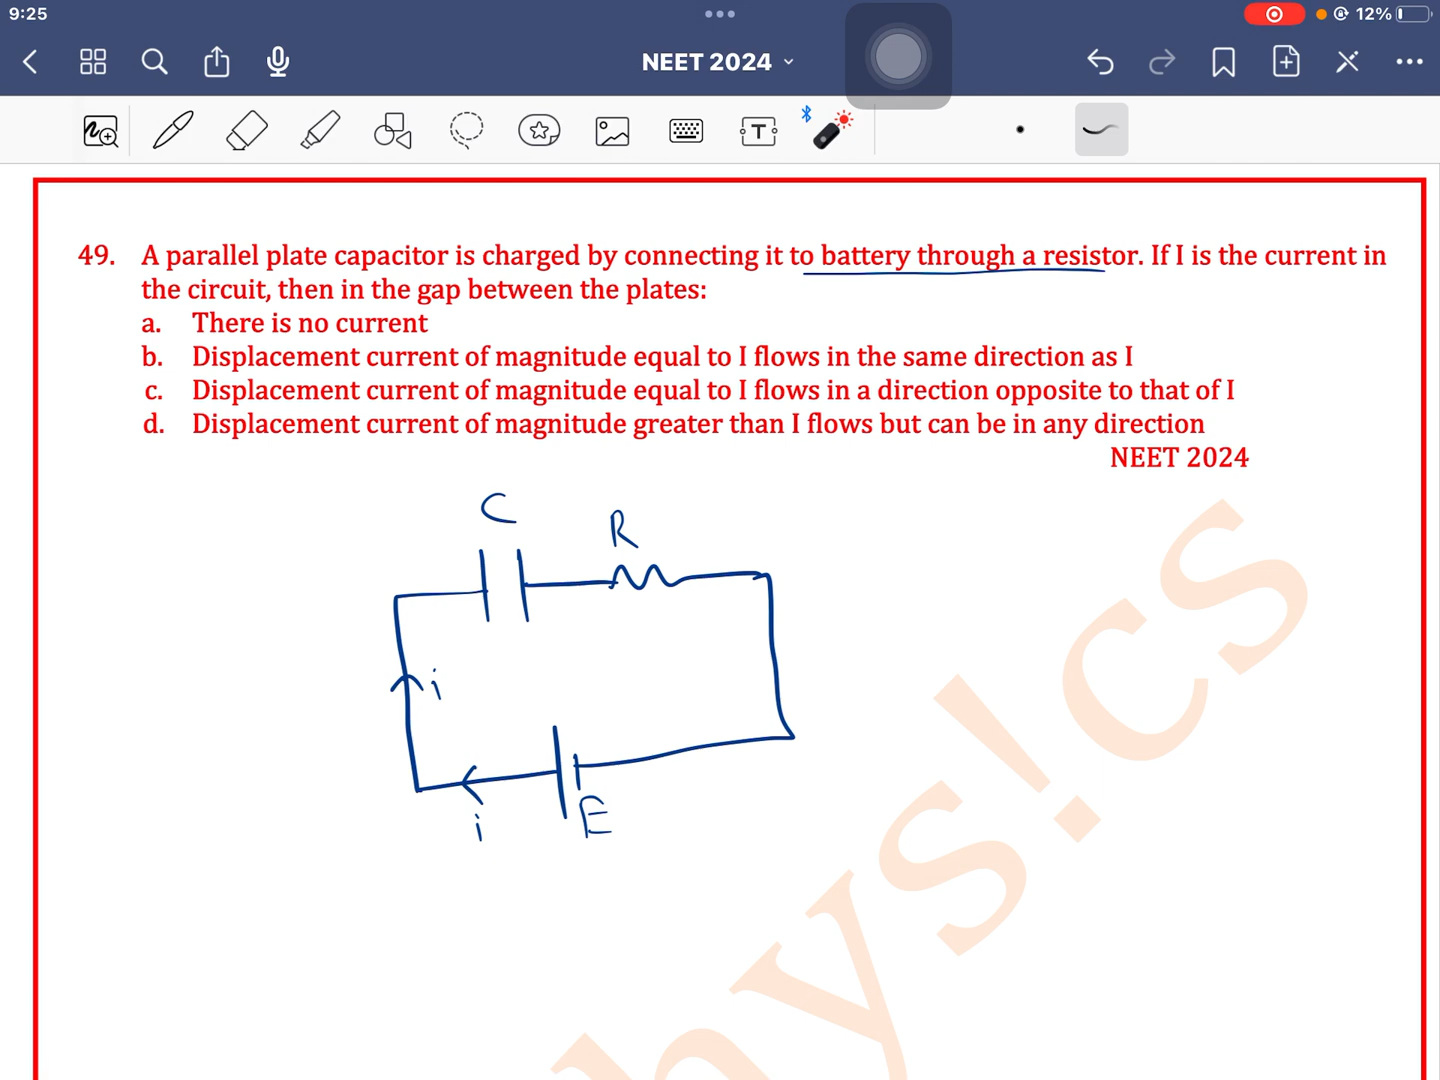 9:25
12%
NEET 2024
T
49. A parallel plate capacitor is charged by connecting it to battery through a resistor. If I is the current in
the circuit, then in the gap between the plates:
a. There is no current
b. Displacement current of magnitude equal to I flows in the same direction as I
c. Displacement current of magnitude equal to I flows in a direction opposite to that of I
d. Displacement current of magnitude greater than I flows but can be in any direction
NEET 2024
C
R
i
i
E
hys!cs